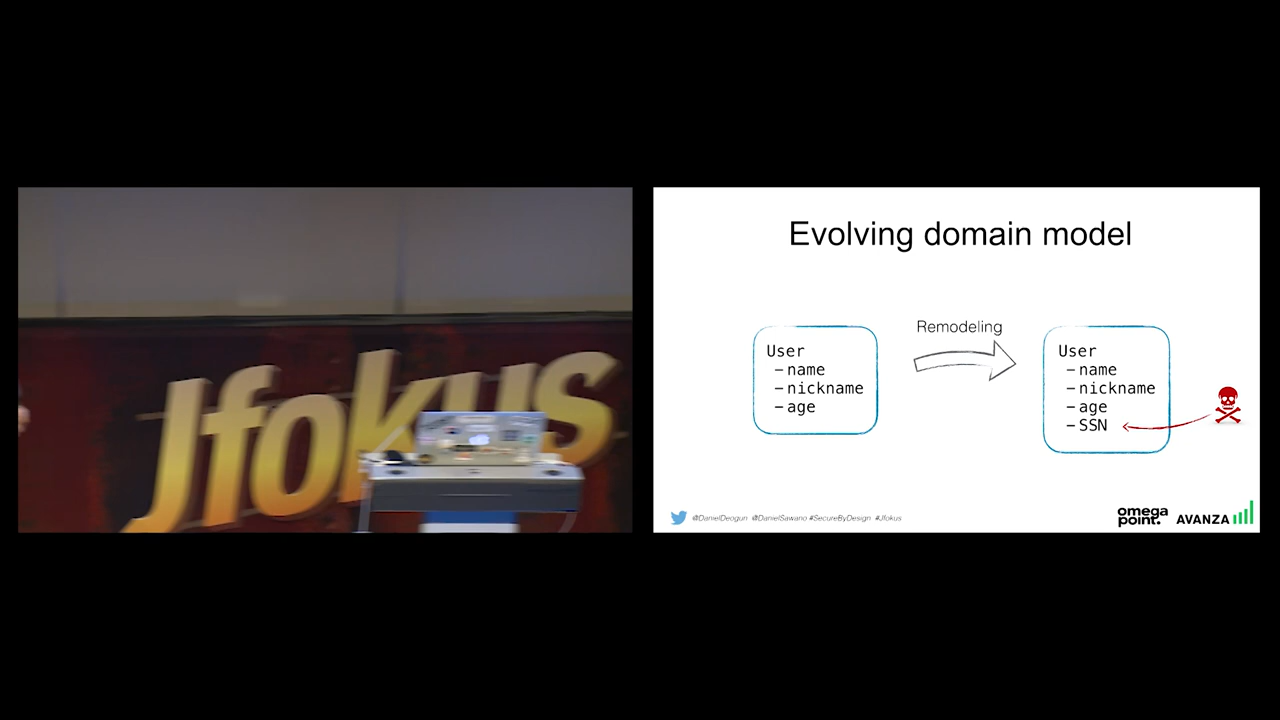 Jfokus
Evolving domain model
Remodeling
User
– name
– nickname
– age
User
– name
– nickname
– age
– SSN
@DanielDeogun @DanielSawano #SecureByDesign #Jfokus
omega
point.
AVANZA